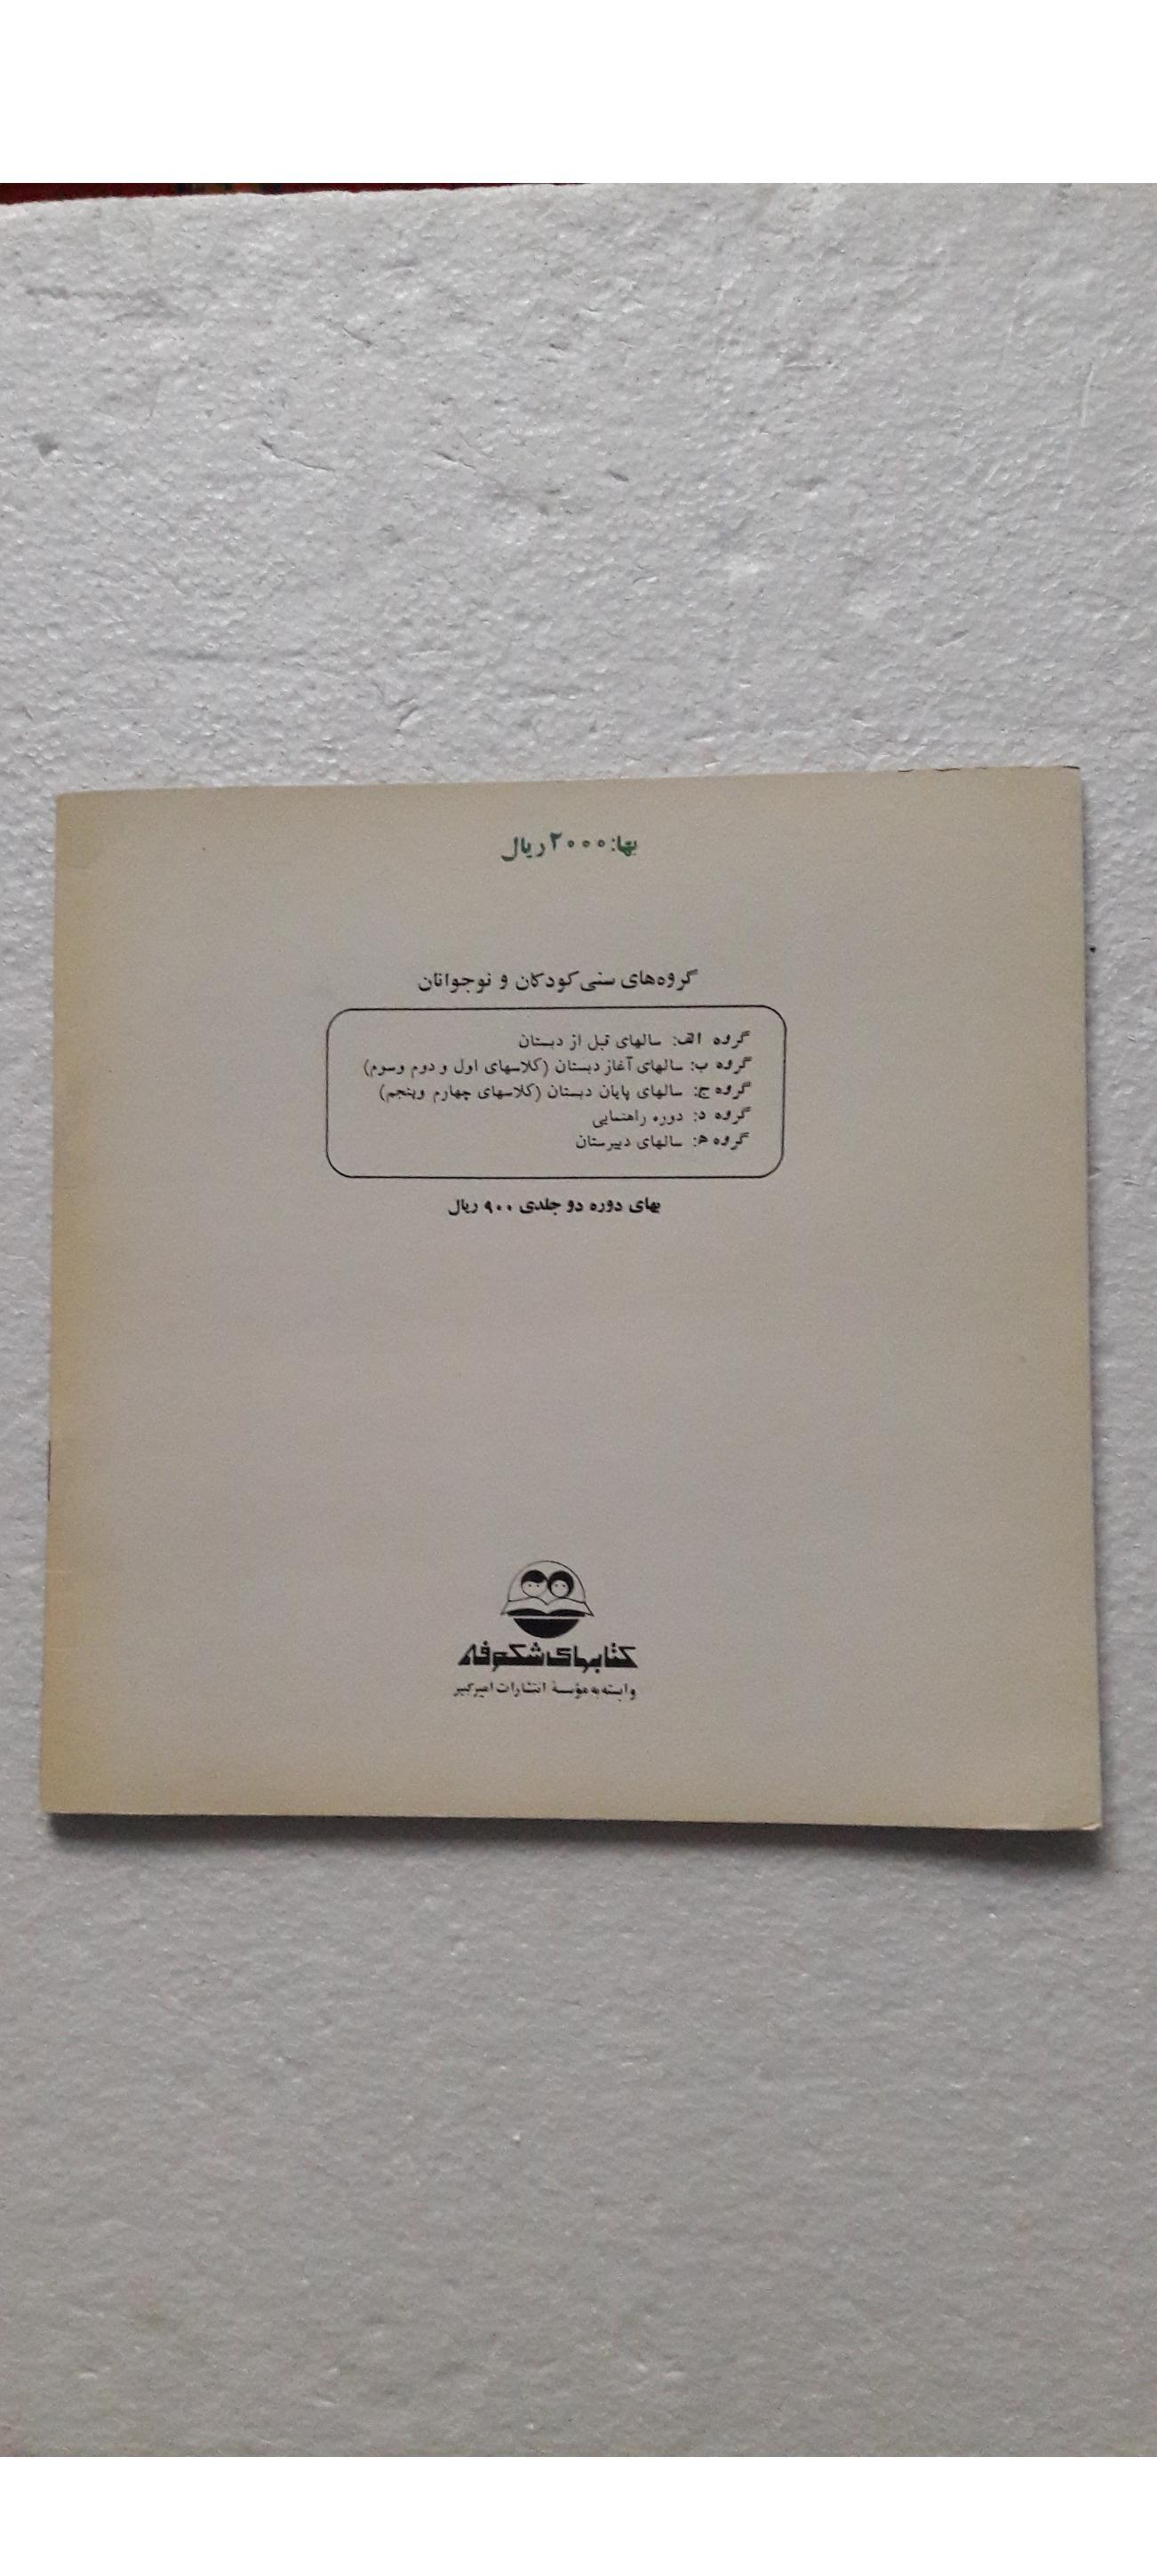 بها: ۲۰۰۰ ریال
گروه‌های سنی کودکان و نوجوانان
گروه الف: سالهای قبل از دبستان
گروه ب: سالهای آغاز دبستان (کلاسهای اول و دوم وسوم)
گروه ج: سالهای پایان دبستان (کلاسهای چهارم وپنجم)
گروه د: دوره راهنمایی
گروه ه: سالهای دبیرستان
بهای دوره دو جلدی ۹۰۰ ریال
کتابهای شکوفه
وابسته به مؤسسۀ انتشارات امیرکبیر